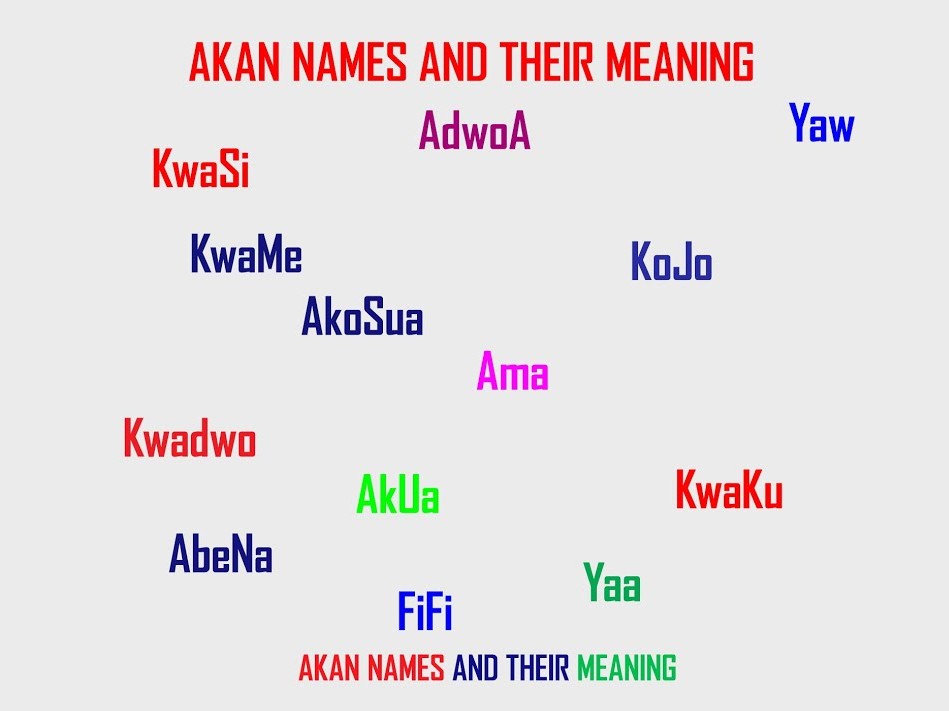 AKAN NAMES AND THEIR MEANING
AdwoA
Yaw
KwaSi
KwaMe
KoJo
AkoSua
Ama
Kwadwo
AkUa
KwaKu
AbeNa
Yaa
FiFi
AKAN NAMES AND THEIR MEANING